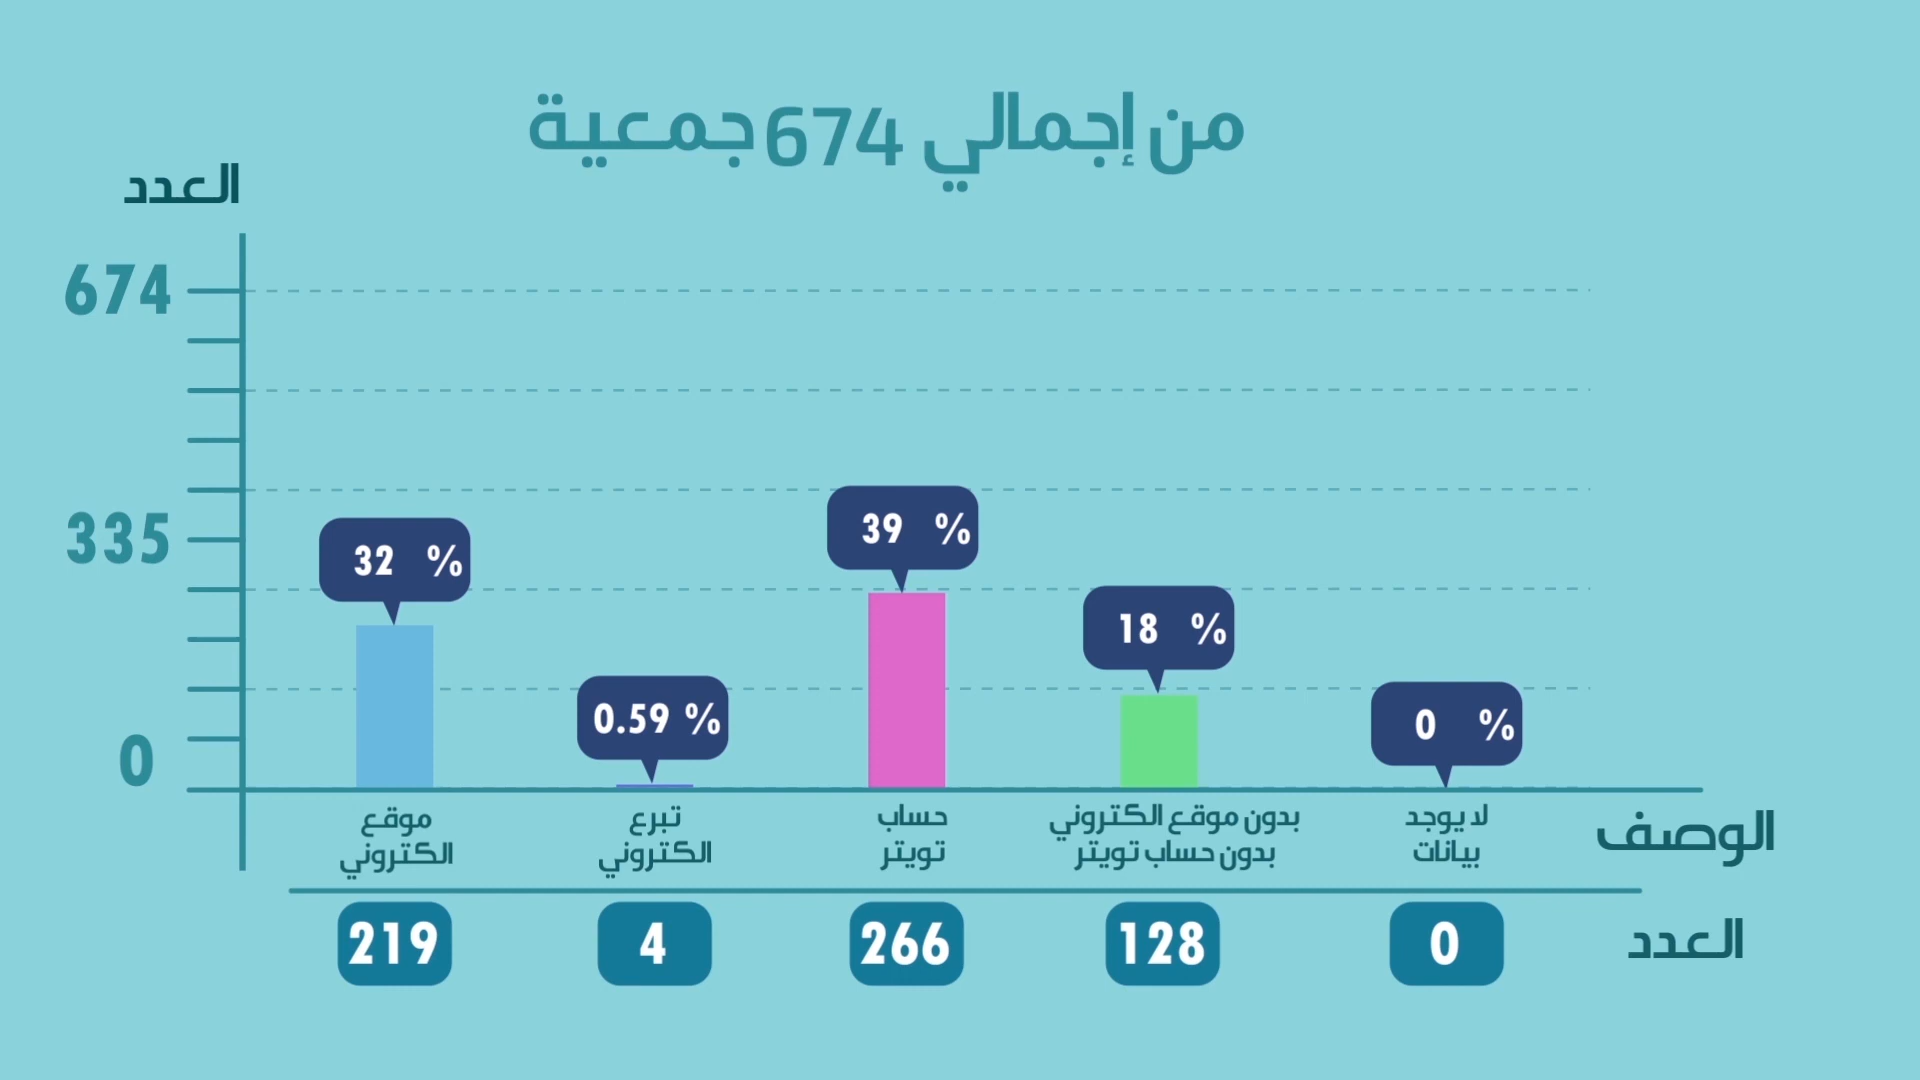 من إجمالي 674 جمعية
العدد
674
335
0
32 %
0.59 %
39 %
18 %
0 %
موقع
الكتروني
تبرع
الكتروني
حساب
تويتر
بدون موقع الكتروني
بدون حساب تويتر
لا يوجد
بيانات
الوصف
219
4
266
128
0
العدد